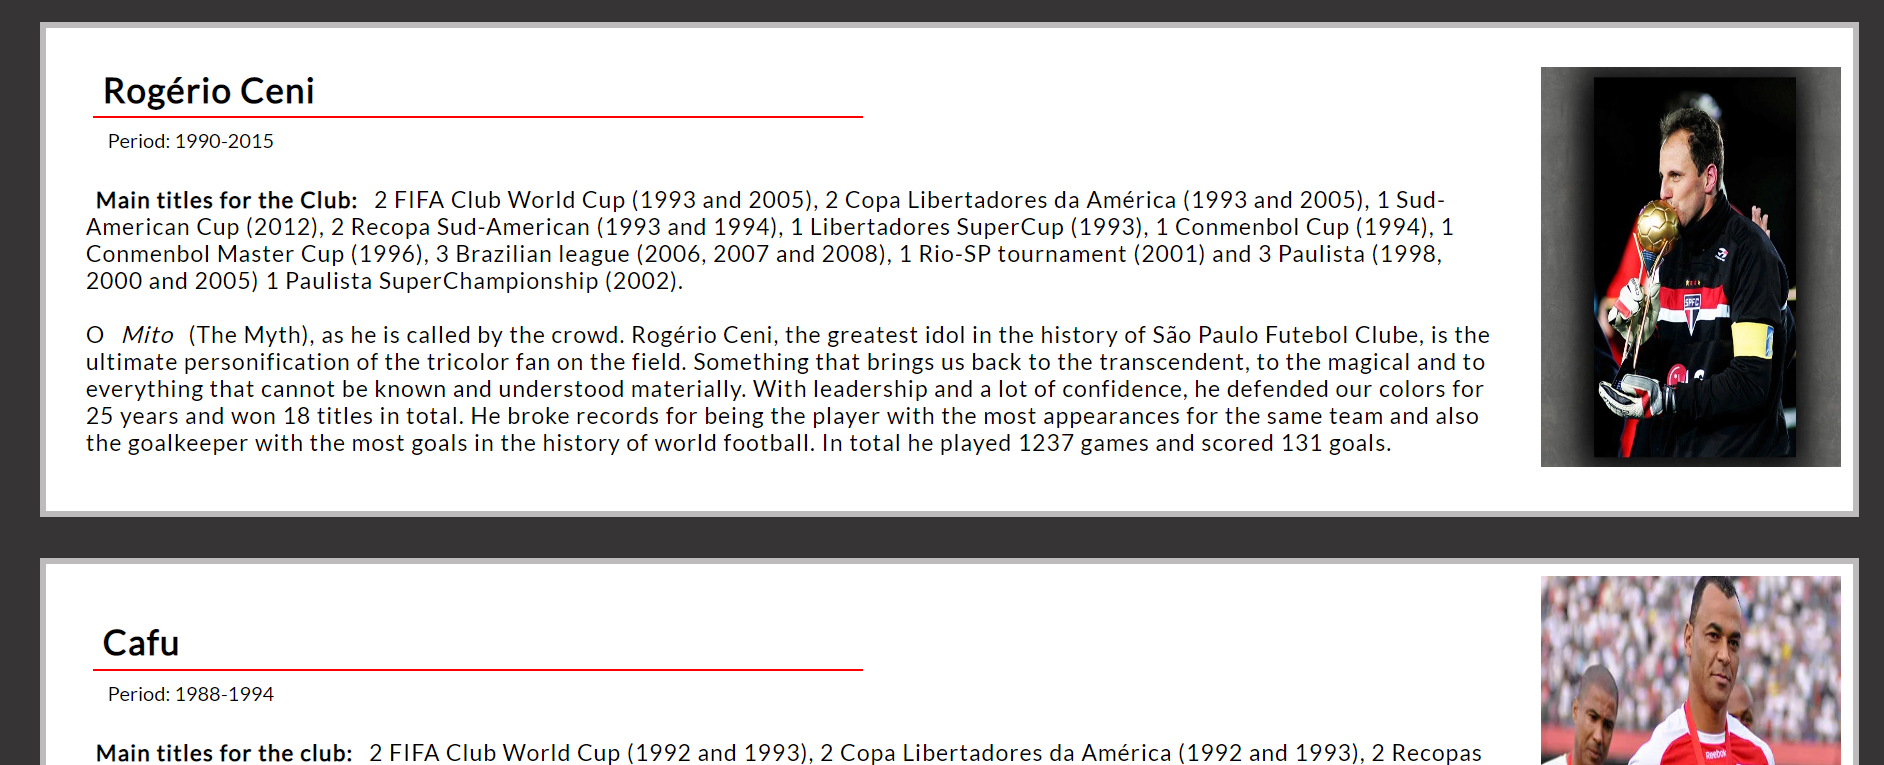 Rogério Ceni
Period: 1990-2015
Main titles for the Club: 2 FIFA Club World Cup (1993 and 2005), 2 Copa Libertadores da América (1993 and 2005), 1 Sud-
American Cup (2012), 2 Recopa Sud-American (1993 and 1994), 1 Libertadores SuperCup (1993), 1 Conmenbol Cup (1994), 1
Conmenbol Master Cup (1996), 3 Brazilian league (2006, 2007 and 2008), 1 Rio-SP tournament (2001) and 3 Paulista (1998,
2000 and 2005) 1 Paulista SuperChampionship (2002).
O Mito (The Myth), as he is called by the crowd. Rogério Ceni, the greatest idol in the history of São Paulo Futebol Clube, is the
ultimate personification of the tricolor fan on the field. Something that brings us back to the transcendent, to the magical and to
everything that cannot be known and understood materially. With leadership and a lot of confidence, he defended our colors for
25 years and won 18 titles in total. He broke records for being the player with the most appearances for the same team and also
the goalkeeper with the most goals in the history of world football. In total he played 1237 games and scored 131 goals.
SPFC
Cafu
Period: 1988-1994
Main titles for the club: 2 FIFA Club World Cup (1992 and 1993), 2 Copa Libertadores da América (1992 and 1993), 2 Recopas
Reebok